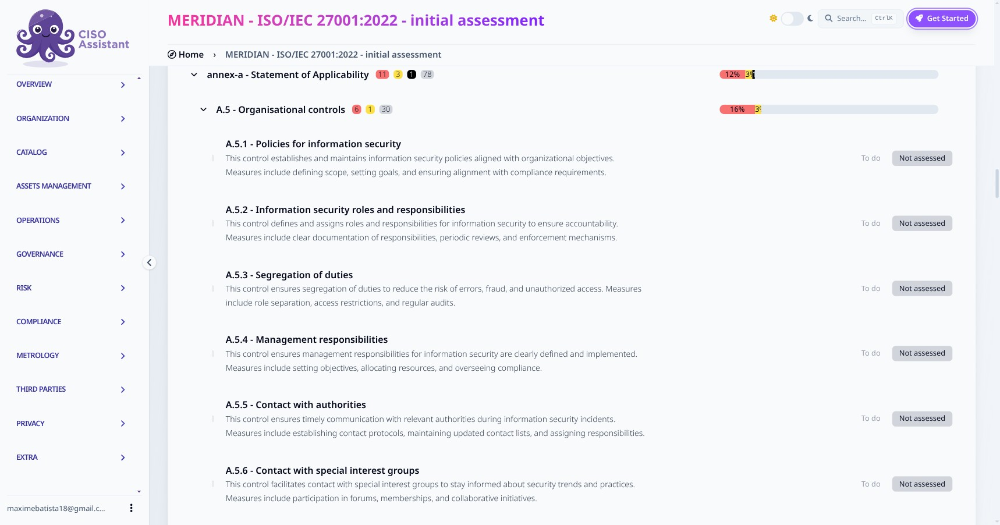 CISO
Assistant
MERIDIAN - ISO/IEC 27001:2022 - initial assessment
Search...
CtrlK
Get Started
Home
MERIDIAN - ISO/IEC 27001:2022 - initial assessment
OVERVIEW
ORGANIZATION
CATALOG
ASSETS MANAGEMENT
OPERATIONS
GOVERNANCE
RISK
COMPLIANCE
METROLOGY
THIRD PARTIES
PRIVACY
EXTRA
maximebatista18@gmail.c...
annex-a - Statement of Applicability 11 3 1 78 12% 3%
A.5 - Organisational controls 6 1 30 16% 3%
A.5.1 - Policies for information security
This control establishes and maintains information security policies aligned with organizational objectives.
Measures include defining scope, setting goals, and ensuring alignment with compliance requirements.
To do Not assessed
A.5.2 - Information security roles and responsibilities
This control defines and assigns roles and responsibilities for information security to ensure accountability.
Measures include clear documentation of responsibilities, periodic reviews, and enforcement mechanisms.
To do Not assessed
A.5.3 - Segregation of duties
This control ensures segregation of duties to reduce the risk of errors, fraud, and unauthorized access. Measures
include role separation, access restrictions, and regular audits.
To do Not assessed
A.5.4 - Management responsibilities
This control ensures management responsibilities for information security are clearly defined and implemented.
Measures include setting objectives, allocating resources, and overseeing compliance.
To do Not assessed
A.5.5 - Contact with authorities
This control ensures timely communication with relevant authorities during information security incidents.
Measures include establishing contact protocols, maintaining updated contact lists, and assigning responsibilities.
To do Not assessed
A.5.6 - Contact with special interest groups
This control facilitates contact with special interest groups to stay informed about security trends and practices.
Measures include participation in forums, memberships, and collaborative initiatives.
To do Not assessed